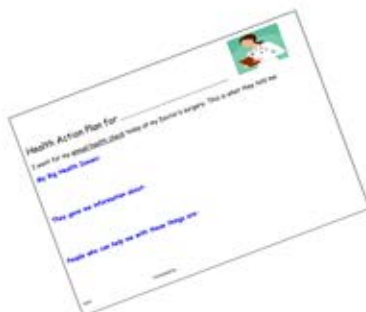 Health Action Plan for
I went for my annual health check today at my Doctor's surgery. This is what they told me:
My Big Health Issues:
They gave me information about:
People who can help me with these things are: